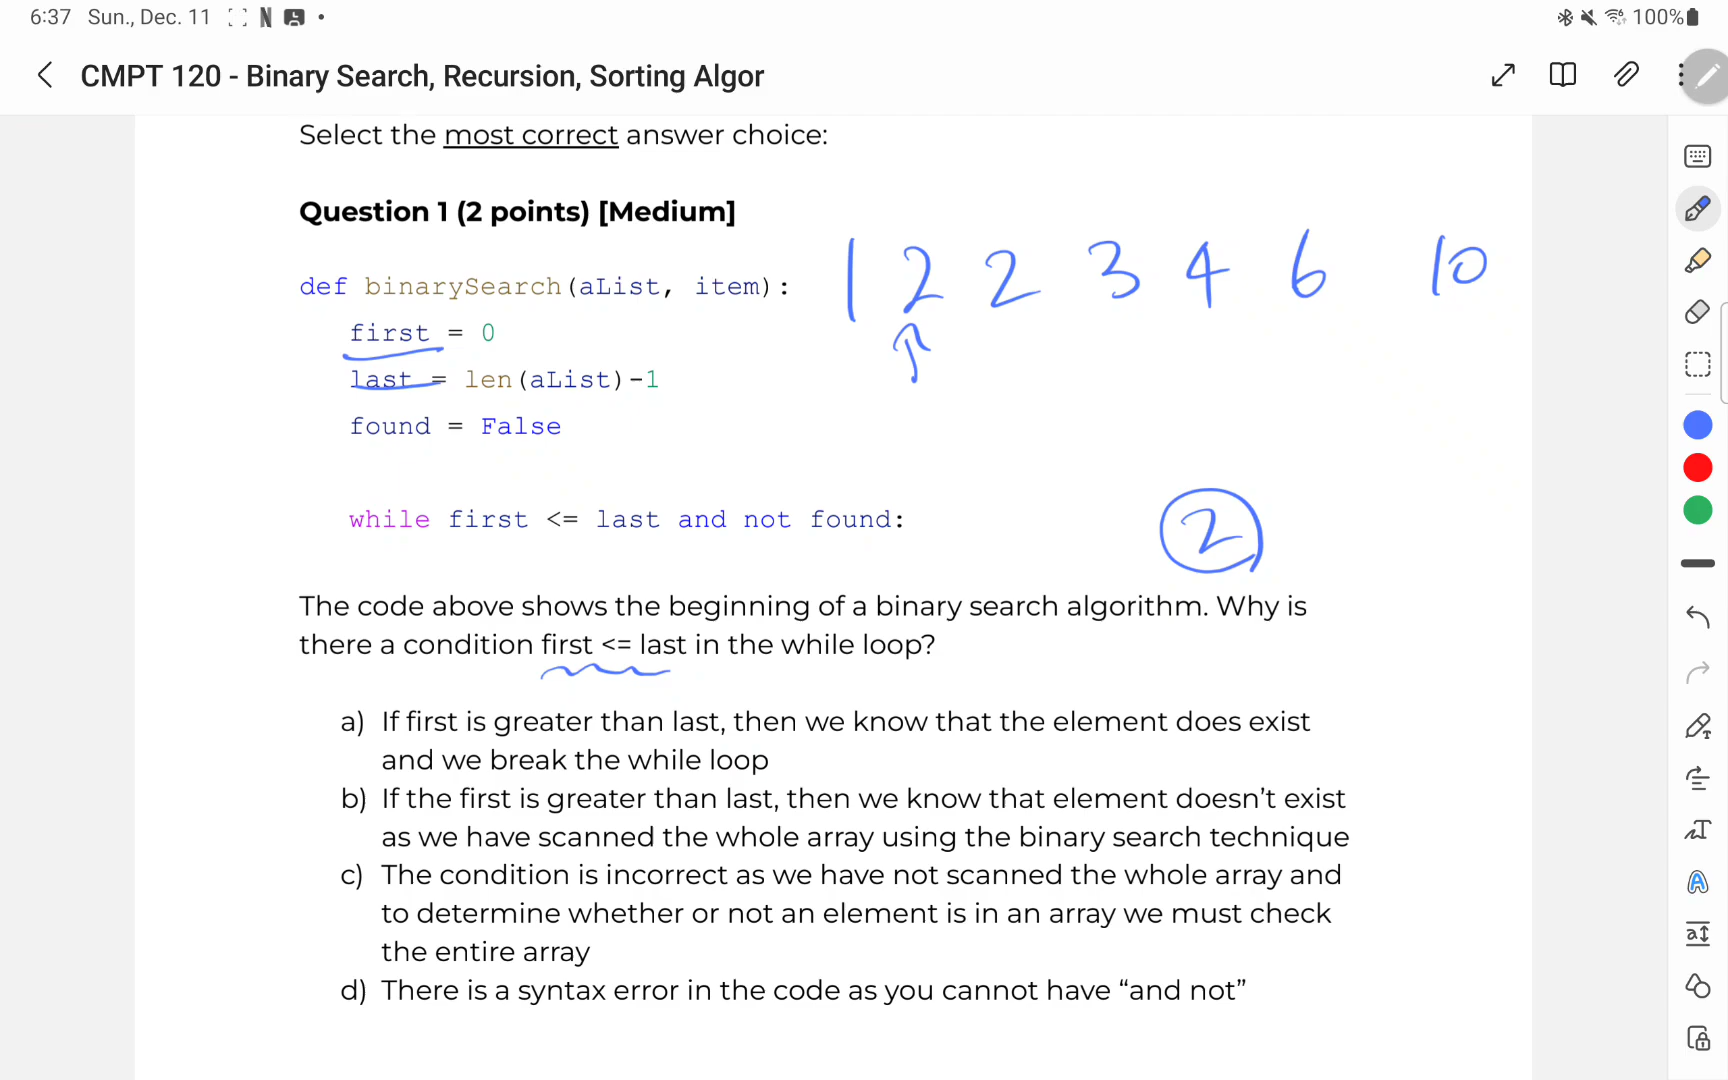 6:37 Sun., Dec. 11 N 100%
CMPT 120 - Binary Search, Recursion, Sorting Algor
Select the most correct answer choice:
Question 1 (2 points) [Medium]
1 2 2 3 4 6 10
def binarySearch(aList, item):
first = 0
last = len(aList)-1
found = False
while first <= last and not found:
2
The code above shows the beginning of a binary search algorithm. Why is
there a condition first <= last in the while loop?
a) If first is greater than last, then we know that the element does exist
and we break the while loop
b) If the first is greater than last, then we know that element doesn’t exist
as we have scanned the whole array using the binary search technique
c) The condition is incorrect as we have not scanned the whole array and
to determine whether or not an element is in an array we must check
the entire array
d) There is a syntax error in the code as you cannot have “and not”